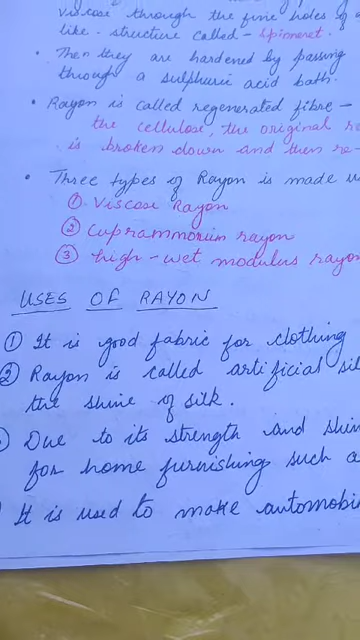 viscose through the fine holes of
like - structure called - Spinneret
• Then they are hardened by passing
through a sulphuric acid bath.
• Rayon is called regenerated fibre -
the cellulose, the original
is broken down and then re-
• Three types of Rayon is made
① Viscose Rayon
② Cuprammonium rayon
③ high - wet modulus rayon
USES OF RAYON
① It is good fabric for clothing
② Rayon is called artificial
the shine of silk.
Due to its strength and
for home furnishing such
It is used to make